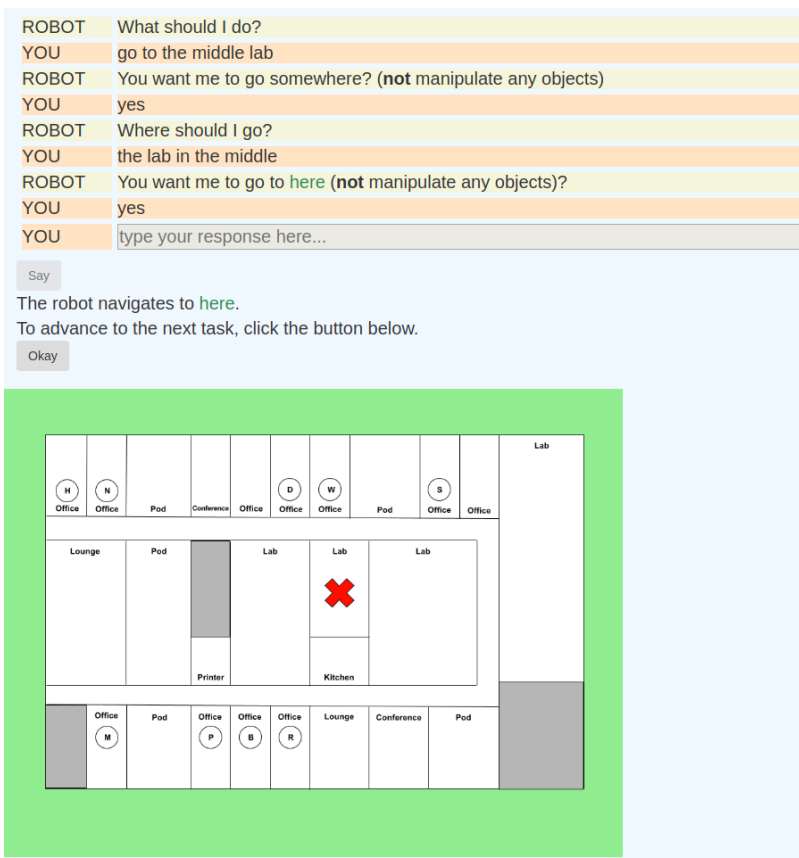 ROBOT What should I do?
YOU go to the middle lab
ROBOT You want me to go somewhere? (not manipulate any objects)
YOU yes
ROBOT Where should I go?
YOU the lab in the middle
ROBOT You want me to go to here (not manipulate any objects)?
YOU yes
YOU type your response here...
Say
The robot navigates to here.
To advance to the next task, click the button below.
Okay
Lab
H N D W S
Office Office Pod Conference Office Office Office Pod Office Office
Lounge Pod Lab Lab Lab
Printer Kitchen
Office Pod Office Office Office Lounge Conference Pod
M P B R